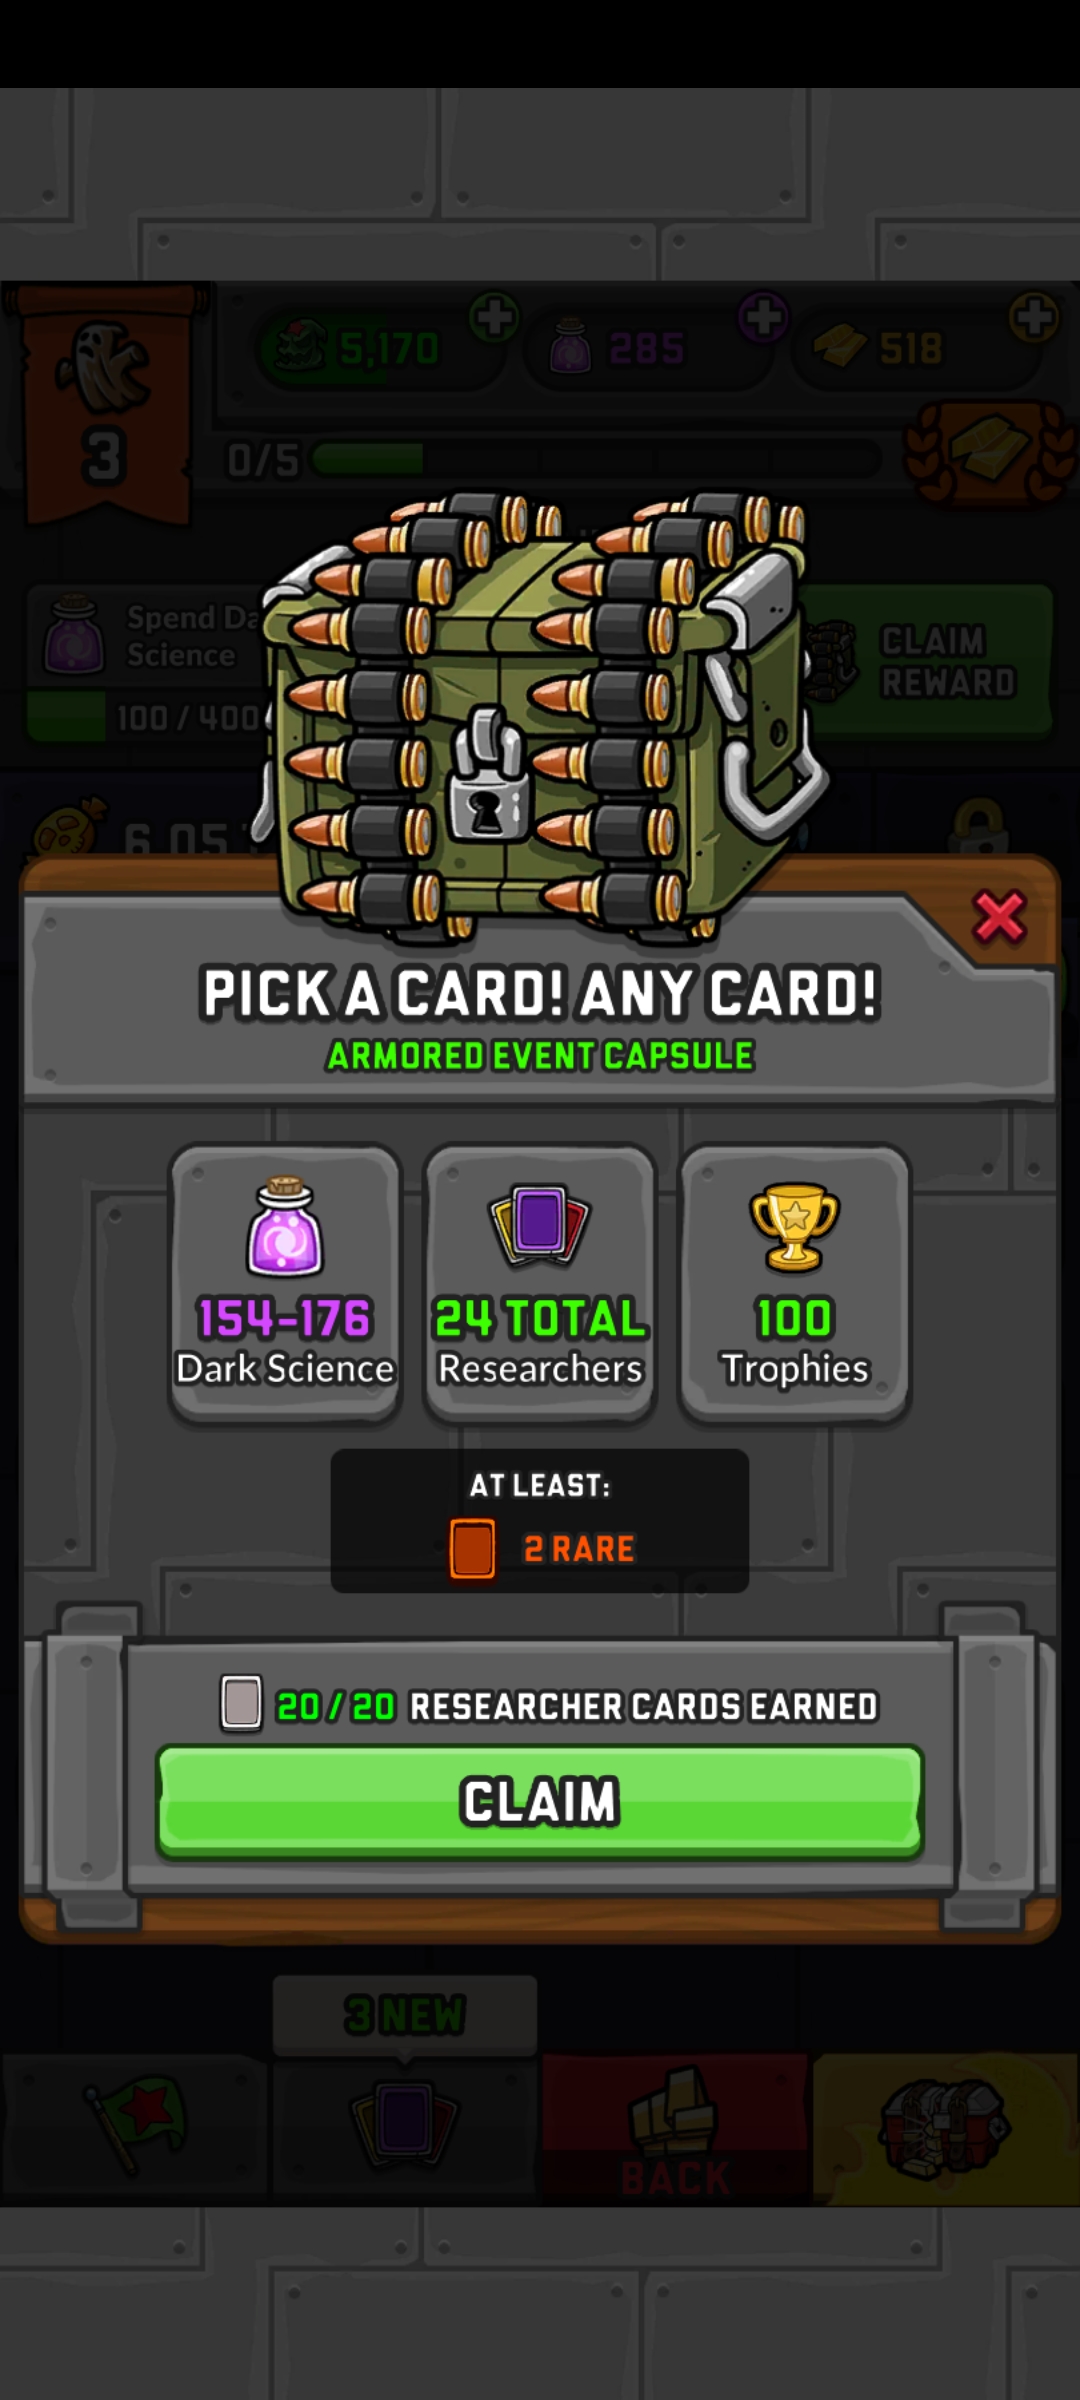 5,170
285
518
3
0/5
Spend Da
Science
100 / 400
CLAIM
REWARD
PICK A CARD! ANY CARD!
ARMORED EVENT CAPSULE
154-176
Dark Science
24 TOTAL
Researchers
100
Trophies
AT LEAST:
2 RARE
20 / 20 RESEARCHER CARDS EARNED
CLAIM
3 NEW
BACK